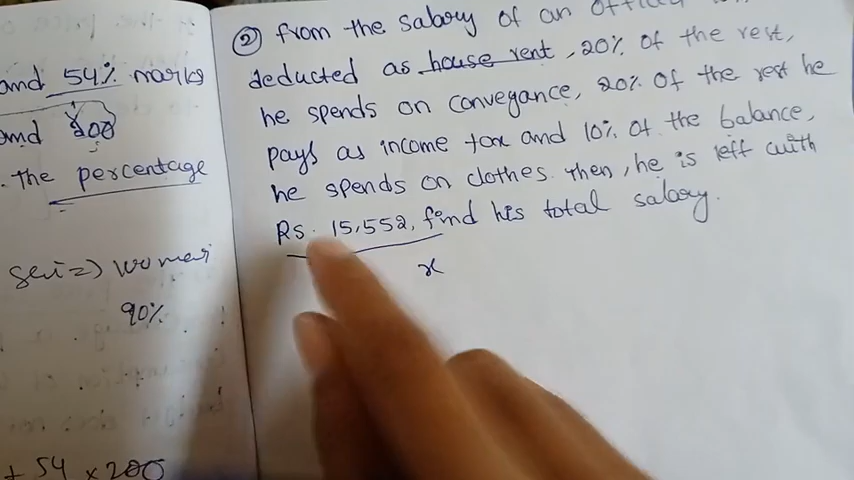 and 54% marks
and 200
. the percentage
=) women
90%
+ 54 × 200
② from the salary of an
deducted as house rent, 20% of the rest,
he spends on conveyance, 20% of the rest he
pays as income tax and 10% of the balance,
he spends on clothes. then, he is left with
Rs. 15,552, find his total salary.
x